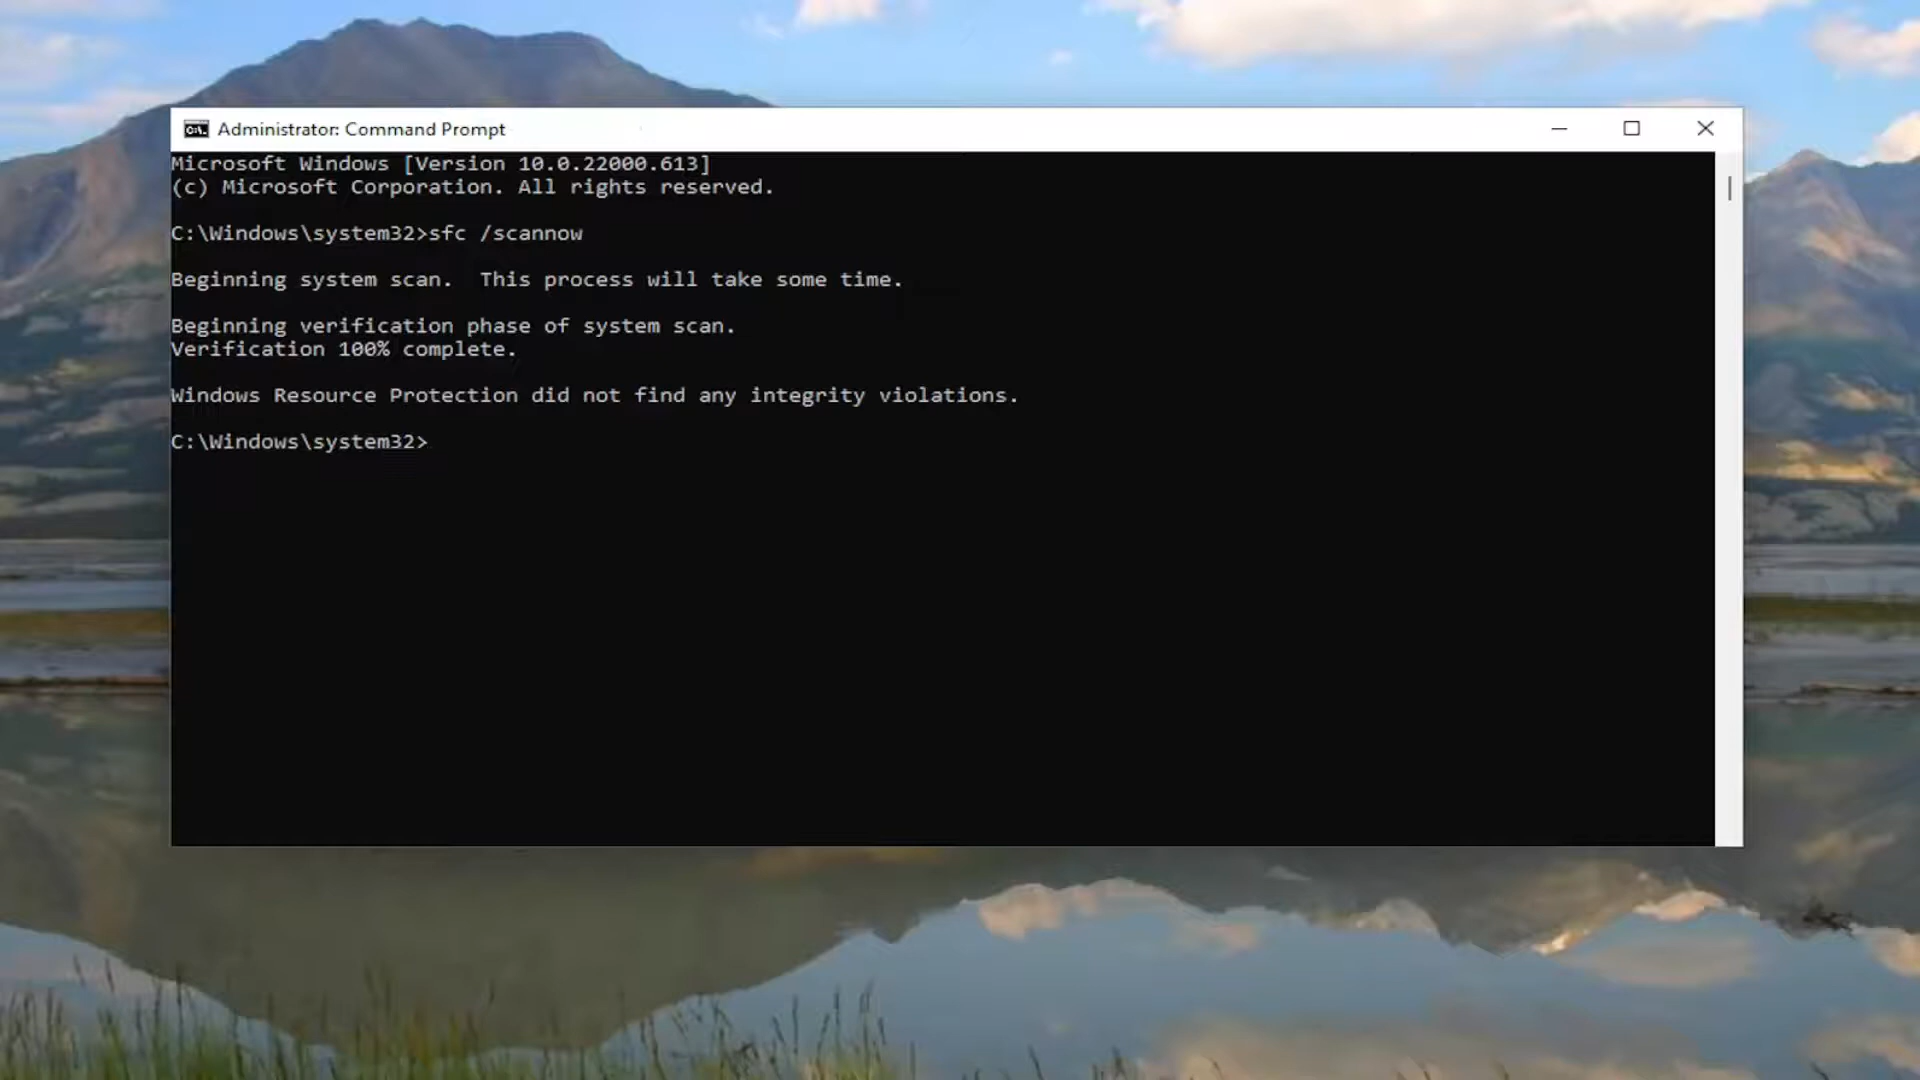 Administrator: Command Prompt
Microsoft Windows [Version 10.0.22000.613]
(c) Microsoft Corporation. All rights reserved.
C:\Windows\system32>sfc /scannow
Beginning system scan.  This process will take some time.
Beginning verification phase of system scan.
Verification 100% complete.
Windows Resource Protection did not find any integrity violations.
C:\Windows\system32>